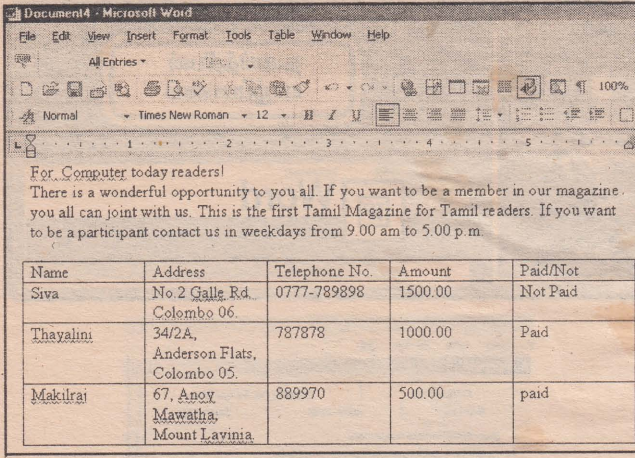 Document4 - Microsoft Word
File Edit View Insert Format Tools Table Window Help
All Entries
100%
Normal Times New Roman 12 B I U
1 2 3 4 5
For Computer today readers!
There is a wonderful opportunity to you all. If you want to be a member in our magazine.
you all can joint with us. This is the first Tamil Magazine for Tamil readers. If you want
to be a participant contact us in weekdays from 9.00 am to 5.00 p.m.
Name Address Telephone No. Amount Paid/Not
Siva No.2 Galle Rd, 0777-789898 1500.00 Not Paid
Colombo 06.
Thayalini 34/2A, 787878 1000.00 Paid
Anderson Flats,
Colombo 05.
Makilraj 67, Anoy 889970 500.00 paid
Mawatha,
Mount Lavinia.